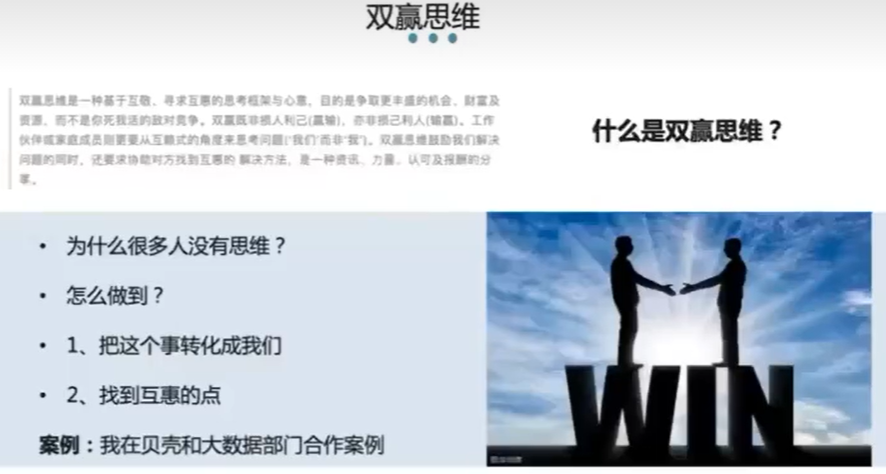 双赢思维
双赢思维是一种基于互敬、寻求互惠的思考框架与心意，目的是争取更丰盛的机会、财富及
资源，而不是你死我活的敌对竞争。双赢既非损人利己(赢输)，亦非损己利人(输赢)。工作
伙伴或家庭成员则更要从互赖式的角度来思考问题("我们"而非"我")。双赢思维鼓励我们解决
问题的同时，还要求协助对方找到互惠的 解决方法，是一种资讯、力量、认可及报酬的分
享。
什么是双赢思维？
• 为什么很多人没有思维？
• 怎么做到？
• 1、把这个事转化成我们
• 2、找到互惠的点
案例：我在贝壳和大数据部门合作案例
WIN